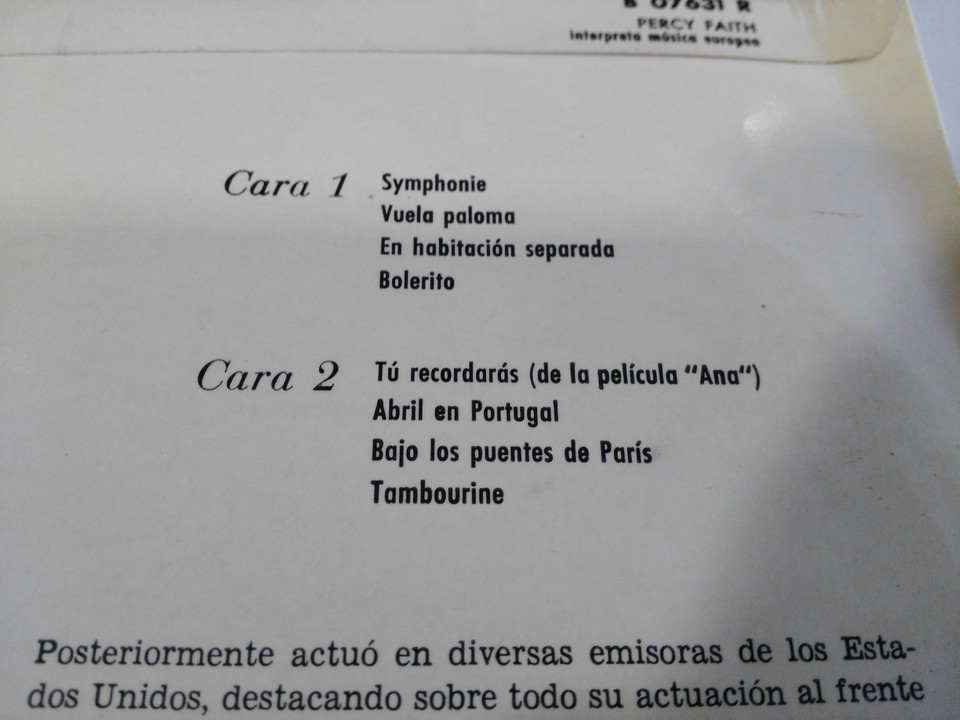 B 07631 R
PERCY FAITH
interpreta música europea
Cara 1 Symphonie
Vuela paloma
En habitación separada
Bolerito
Cara 2 Tú recordarás (de la película "Ana")
Abril en Portugal
Bajo los puentes de París
Tambourine
Posteriormente actuó en diversas emisoras de los Esta-
dos Unidos, destacando sobre todo su actuación al frente